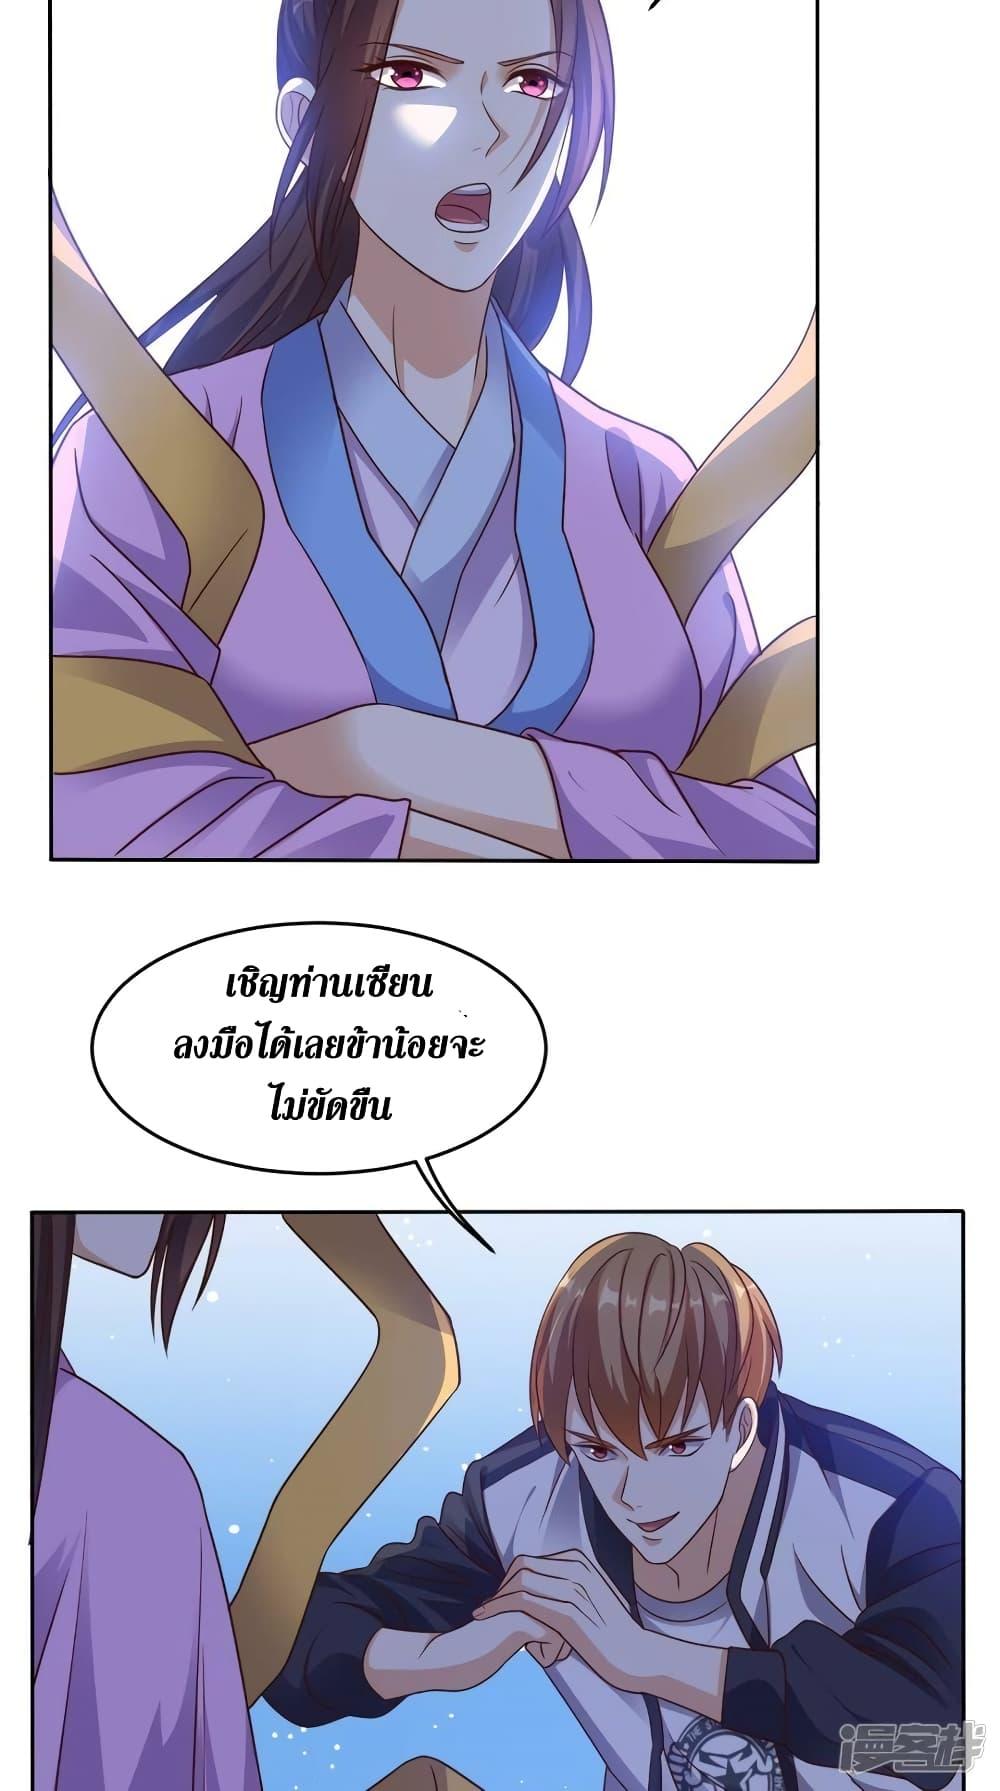 เชิญท่านเซียน
ลงมือได้เลยข้าน้อยจะ
ไม่ขัดขืน
漫客栈